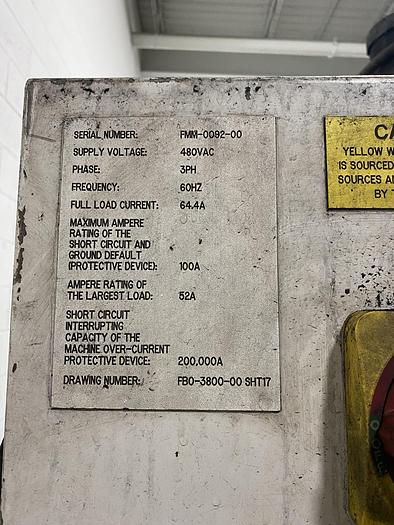 SERIAL NUMBER: FMM-0092-00
SUPPLY VOLTAGE: 480VAC
PHASE: 3PH
FREQUENCY: 60HZ
FULL LOAD CURRENT: 64.4A
MAXIMUM AMPERE
RATING OF THE
SHORT CIRCUIT AND
GROUND DEFAULT
(PROTECTIVE DEVICE): 100A
AMPERE RATING OF
THE LARGEST LOAD: 52A
SHORT CIRCUIT
INTERRUPTING
CAPACITY OF THE
MACHINE OVER-CURRENT
PROTECTIVE DEVICE: 200,000A
DRAWING NUMBER: FBO-3800-00 SHT17
CA
YELLOW W
IS SOURCED
SOURCES AN
BY T